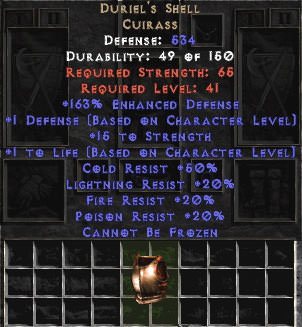 Duriel's Shell
Cuirass
Defense: 534
Durability: 49 of 150
Required Strength: 65
Required Level: 41
+163% Enhanced Defense
+1 Defense (Based on Character Level)
+15 to Strength
+1 to Life (Based on Character Level)
Cold Resist +50%
Lightning Resist +20%
Fire Resist +20%
Poison Resist +20%
Cannot Be Frozen